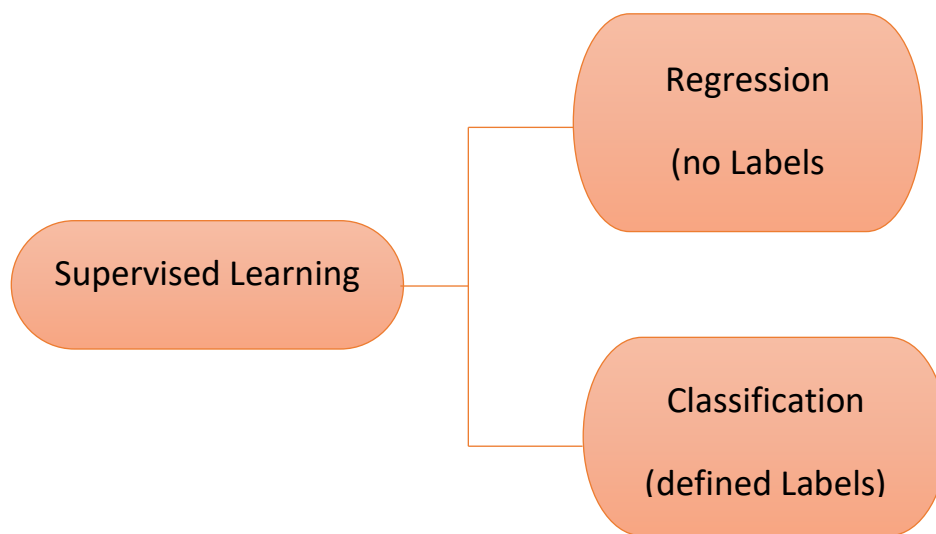 Regression
(no Labels
Supervised Learning
Classification
(defined Labels)